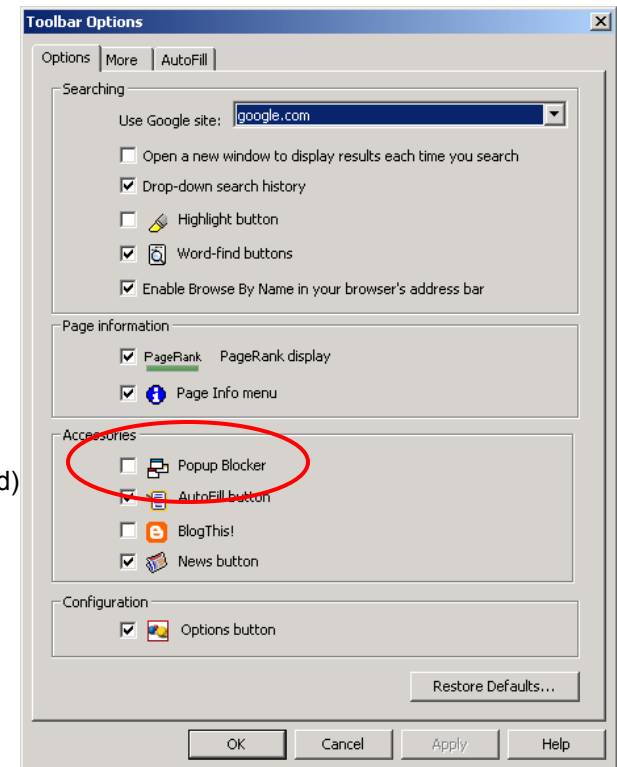 Toolbar Options
Options More AutoFill
Searching
Use Google site: google.com
Open a new window to display results each time you search
Drop-down search history
Highlight button
Word-find buttons
Enable Browse By Name in your browser's address bar
Page information
PageRank PageRank display
Page Info menu
Accessories
Popup Blocker
d)
AutoFill button
BlogThis!
News button
Configuration
Options button
Restore Defaults...
OK Cancel Apply Help